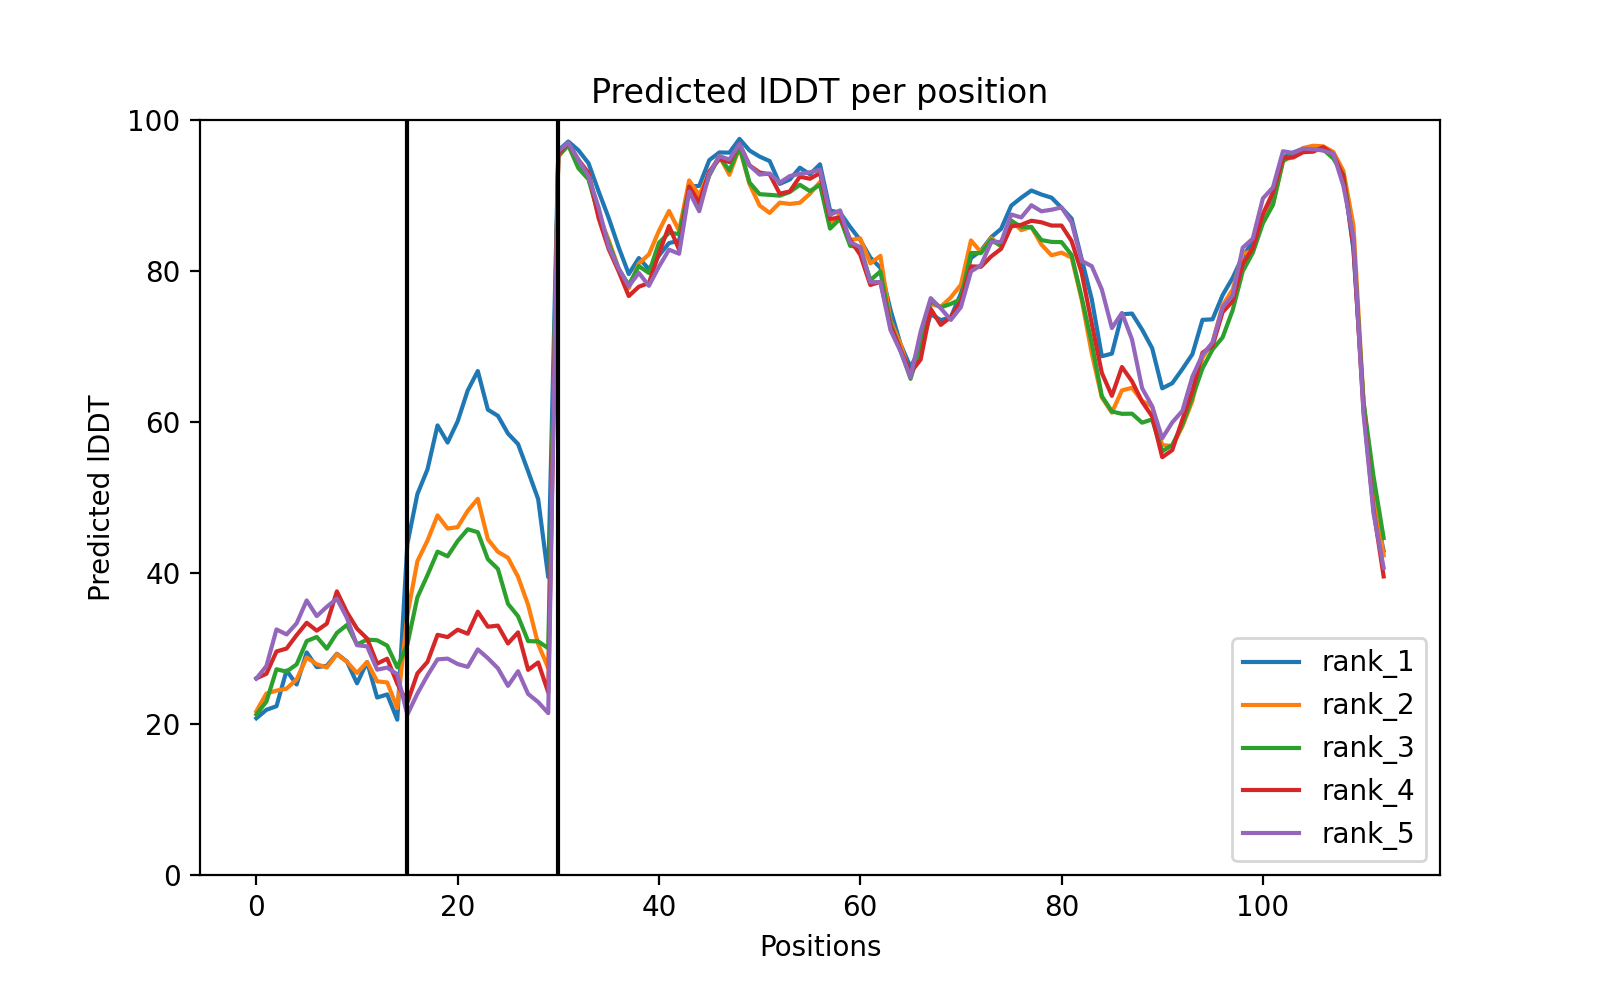 Predicted lDDT per position
100
80
60
40
20
0
Predicted lDDT
0 20 40 60 80 100
Positions
rank_1
rank_2
rank_3
rank_4
rank_5